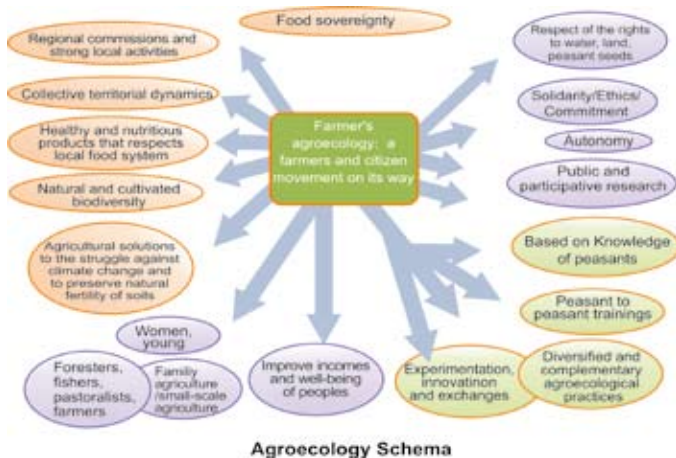 Food sovereignty
Regional commissions and
strong local activities
Collective territorial dynamics
Healthy and nutritious
products that respects
local food system
Natural and cultivated
biodiversity
Agricultural solutions
to the struggle against
climate change and
to preserve natural
fertility of soils
Farmer's
agroecology: a
farmers and citizen
movement on its way
Respect of the rights
to water, land,
peasant seeds
Solidarity/Ethics/
Commitment
Autonomy
Public and
participative research
Based on Knowledge
of peasants
Peasant to
peasant trainings
Diversified and
complementary
agroecological
practices
Experimentation,
innovatinon
and exchanges
Improve incomes
and well-being
of peoples
Women,
young
Foresters,
fishers,
pastoralists,
farmers
Family
agriculture
/small-scale
agriculture
Agroecology Schema